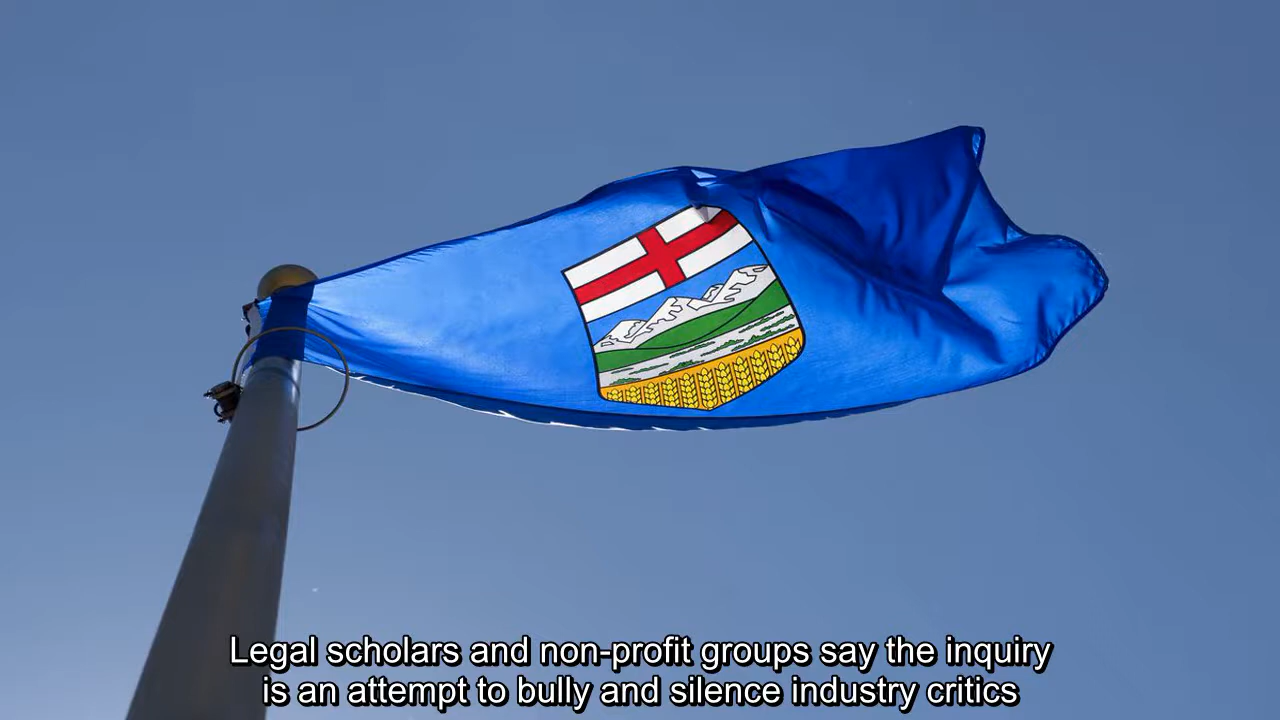 Legal scholars and non-profit groups say the inquiry
is an attempt to bully and silence industry critics